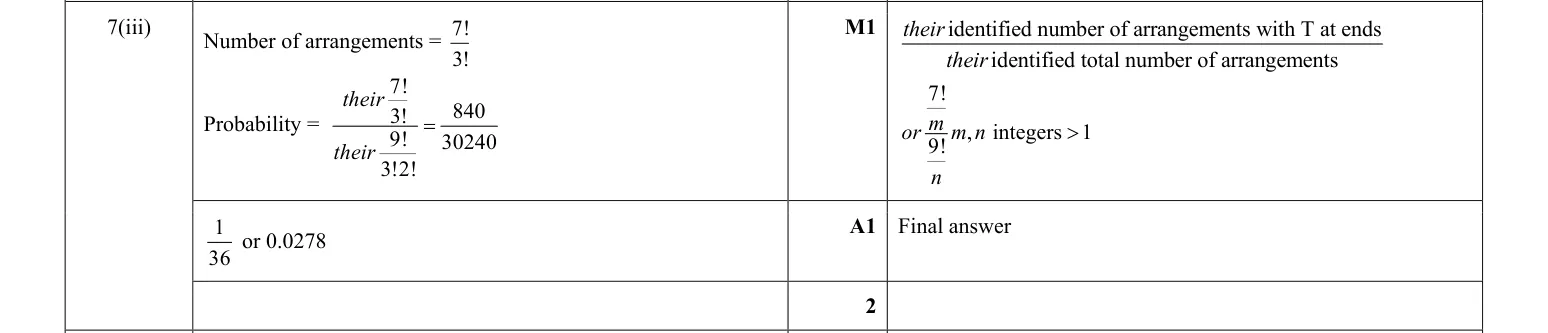 7(iii)
Number of arrangements = 7!/3!
M1
their identified number of arrangements with T at ends
their identified total number of arrangements
Probability = their 7!/3! / their 9!/3!2! = 840/30240
or 7!/m / 9!/n m, n integers > 1
1/36 or 0.0278
A1
Final answer
2